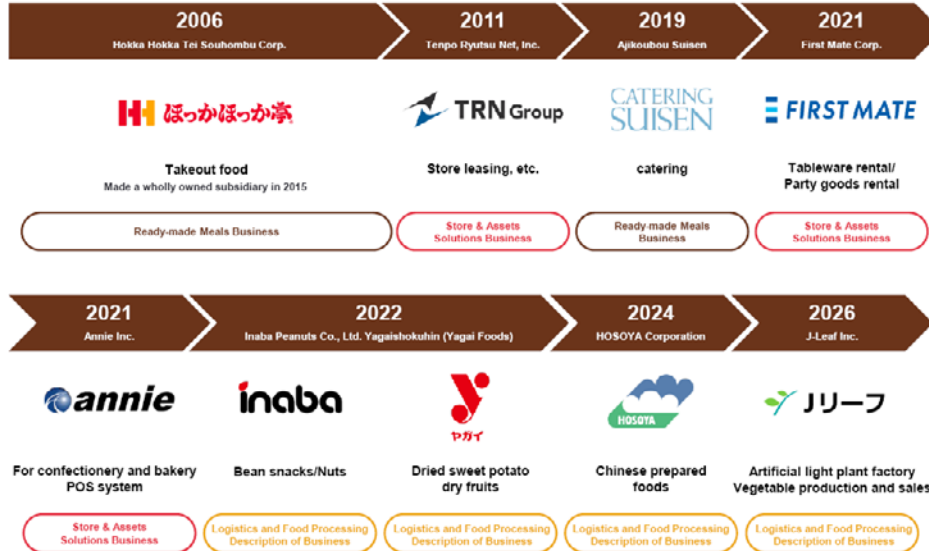 2006
Hokka Hokka Tei Souhombu Corp.
2011
Tenpo Ryutsu Net, Inc.
2019
Ajikoubou Suisen
2021
First Mate Corp.
ほっかほっか亭
TRN Group
CATERING
SUISEN
FIRST MATE
Takeout food
Made a wholly owned subsidiary in 2015
Store leasing, etc.
catering
Tableware rental/
Party goods rental
Ready-made Meals Business
Store & Assets
Solutions Business
Ready-made Meals
Business
Store & Assets
Solutions Business
2021
Annie Inc.
2022
Inaba Peanuts Co., Ltd. Yagaishokuhin (Yagai Foods)
2024
HOSOYA Corporation
2026
J-Leaf Inc.
annie
inaba
ヤガイ
HOSOYA
Jリーフ
For confectionery and bakery
POS system
Bean snacks/Nuts
Dried sweet potato
dry fruits
Chinese prepared
foods
Artificial light plant factory
Vegetable production and sales
Store & Assets
Solutions Business
Logistics and Food Processing
Description of Business
Logistics and Food Processing
Description of Business
Logistics and Food Processing
Description of Business
Logistics and Food Processing
Description of Business